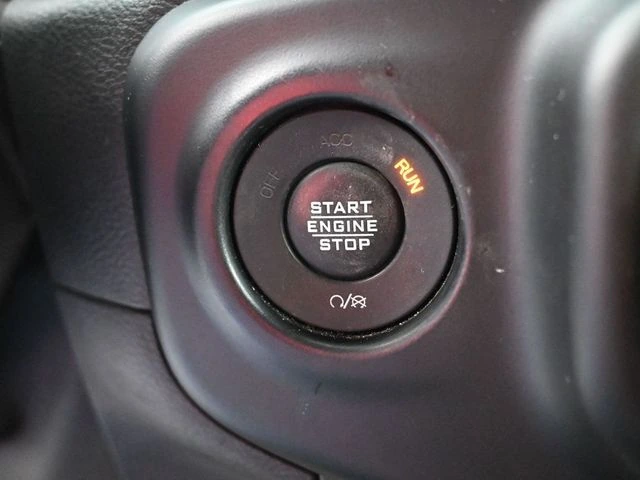 OFF
ACC
RUN
START
ENGINE
STOP